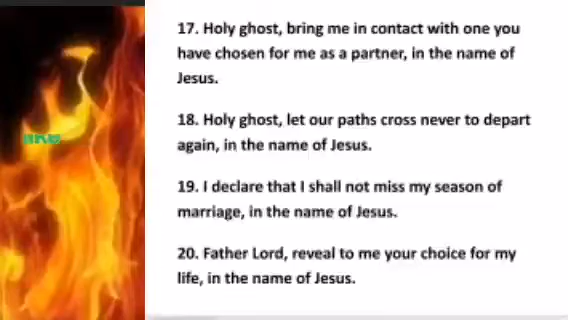 17. Holy ghost, bring me in contact with one you
have chosen for me as a partner, in the name of
Jesus.
18. Holy ghost, let our paths cross never to depart
again, in the name of Jesus.
19. I declare that I shall not miss my season of
marriage, in the name of Jesus.
20. Father Lord, reveal to me your choice for my
life, in the name of Jesus.